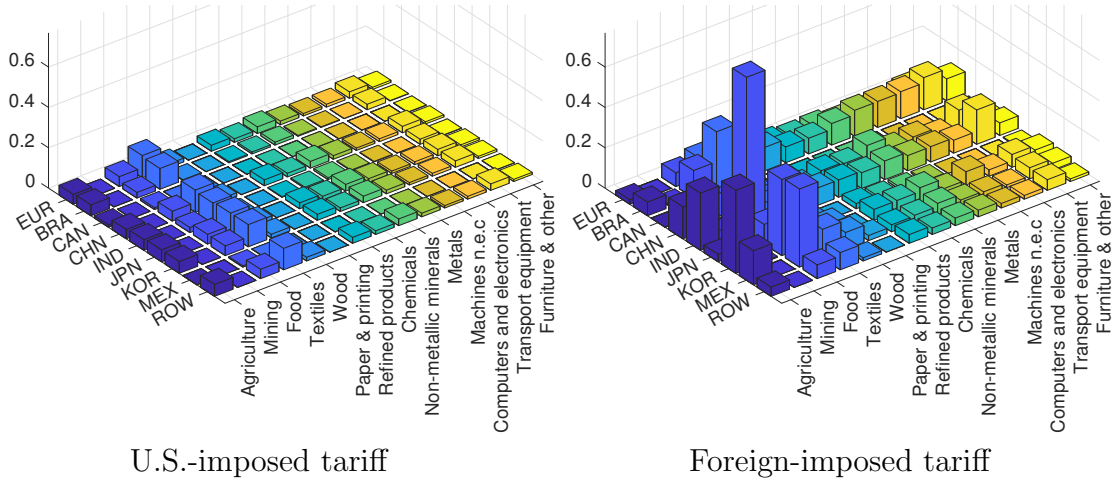 0.6
0.4
0.2
0
EUR
BRA
CAN
CHN
IND
JPN
KOR
MEX
ROW
Agriculture
Mining
Food
Textiles
Wood
Paper & printing
Refined products
Chemicals
Non-metallic minerals
Metals
Machines n.e.c
Computers and electronics
Transport equipment
Furniture & other
U.S.-imposed tariff
0.6
0.4
0.2
0
EUR
BRA
CAN
CHN
IND
JPN
KOR
MEX
ROW
Agriculture
Mining
Food
Textiles
Wood
Paper & printing
Refined products
Chemicals
Non-metallic minerals
Metals
Machines n.e.c
Computers and electronics
Transport equipment
Furniture & other
Foreign-imposed tariff